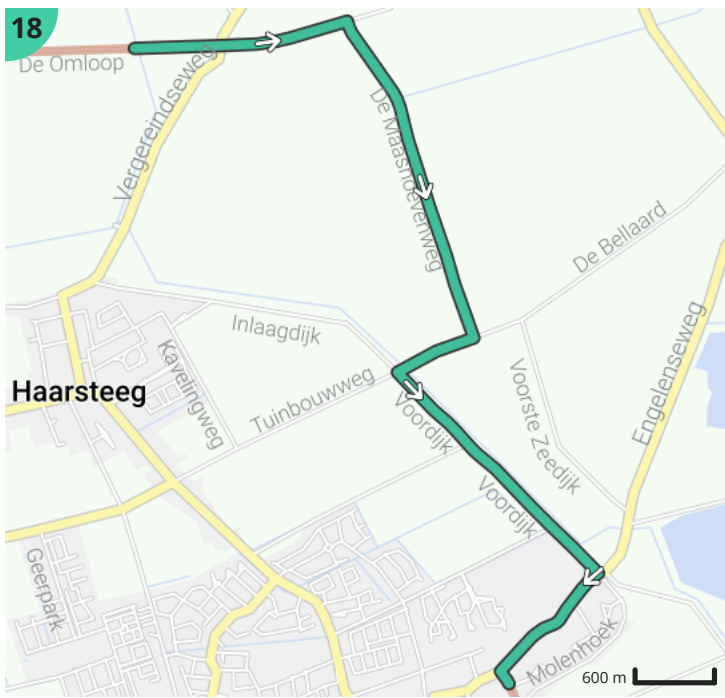 18
De Omloop
Vergereindseweg
De Maashoevenweg
De Bellaard
Inlaagdijk
Engelenseweg
Kavelingweg
Haarsteeg
Tuinbouwweg
Voordijk
Voorste Zeedijk
Voordijk
Geerpark
Molenhoek
600 m